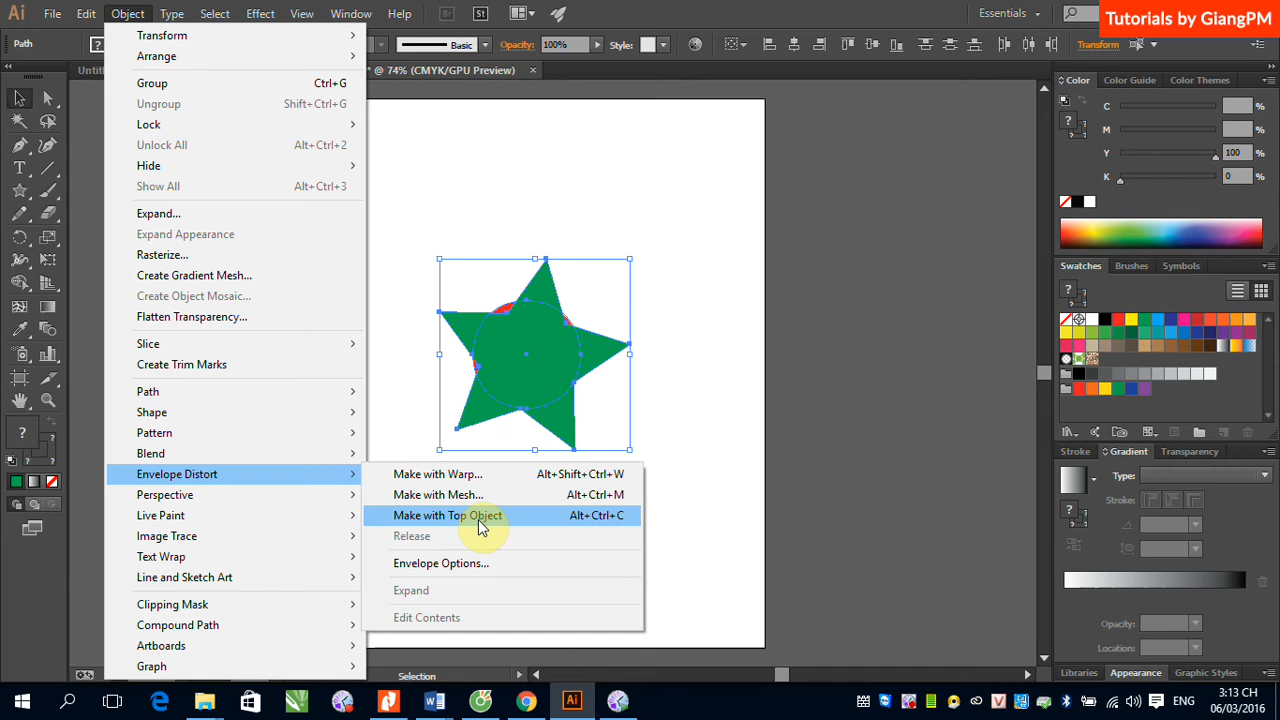 Ai File Edit Object Type Select Effect View Window Help Br St Essentials
Tutorials by GiangPM
Path ? Basic Opacity: 100% Style: Transform
Untit * @ 74% (CMYK/GPU Preview) ×
Transform
Arrange
Group Ctrl+G
Ungroup Shift+Ctrl+G
Lock
Unlock All Alt+Ctrl+2
Hide
Show All Alt+Ctrl+3
Expand...
Expand Appearance
Rasterize...
Create Gradient Mesh...
Create Object Mosaic...
Flatten Transparency...
Slice
Create Trim Marks
Path
Shape
Pattern
Blend
Envelope Distort
Perspective
Live Paint
Image Trace
Text Wrap
Line and Sketch Art
Clipping Mask
Compound Path
Artboards
Graph
Make with Warp... Alt+Shift+Ctrl+W
Make with Mesh... Alt+Ctrl+M
Make with Top Object Alt+Ctrl+C
Release
Envelope Options...
Expand
Edit Contents
Selection
Color Color Guide Color Themes
? C %
M %
Y 100 %
K 0 %
Swatches Brushes Symbols
?
Stroke Gradient Transparency
Type:
Stroke:
?
Opacity:
Location:
Libraries Appearance Graphic Styles
?
ENG
3:13 CH
06/03/2016